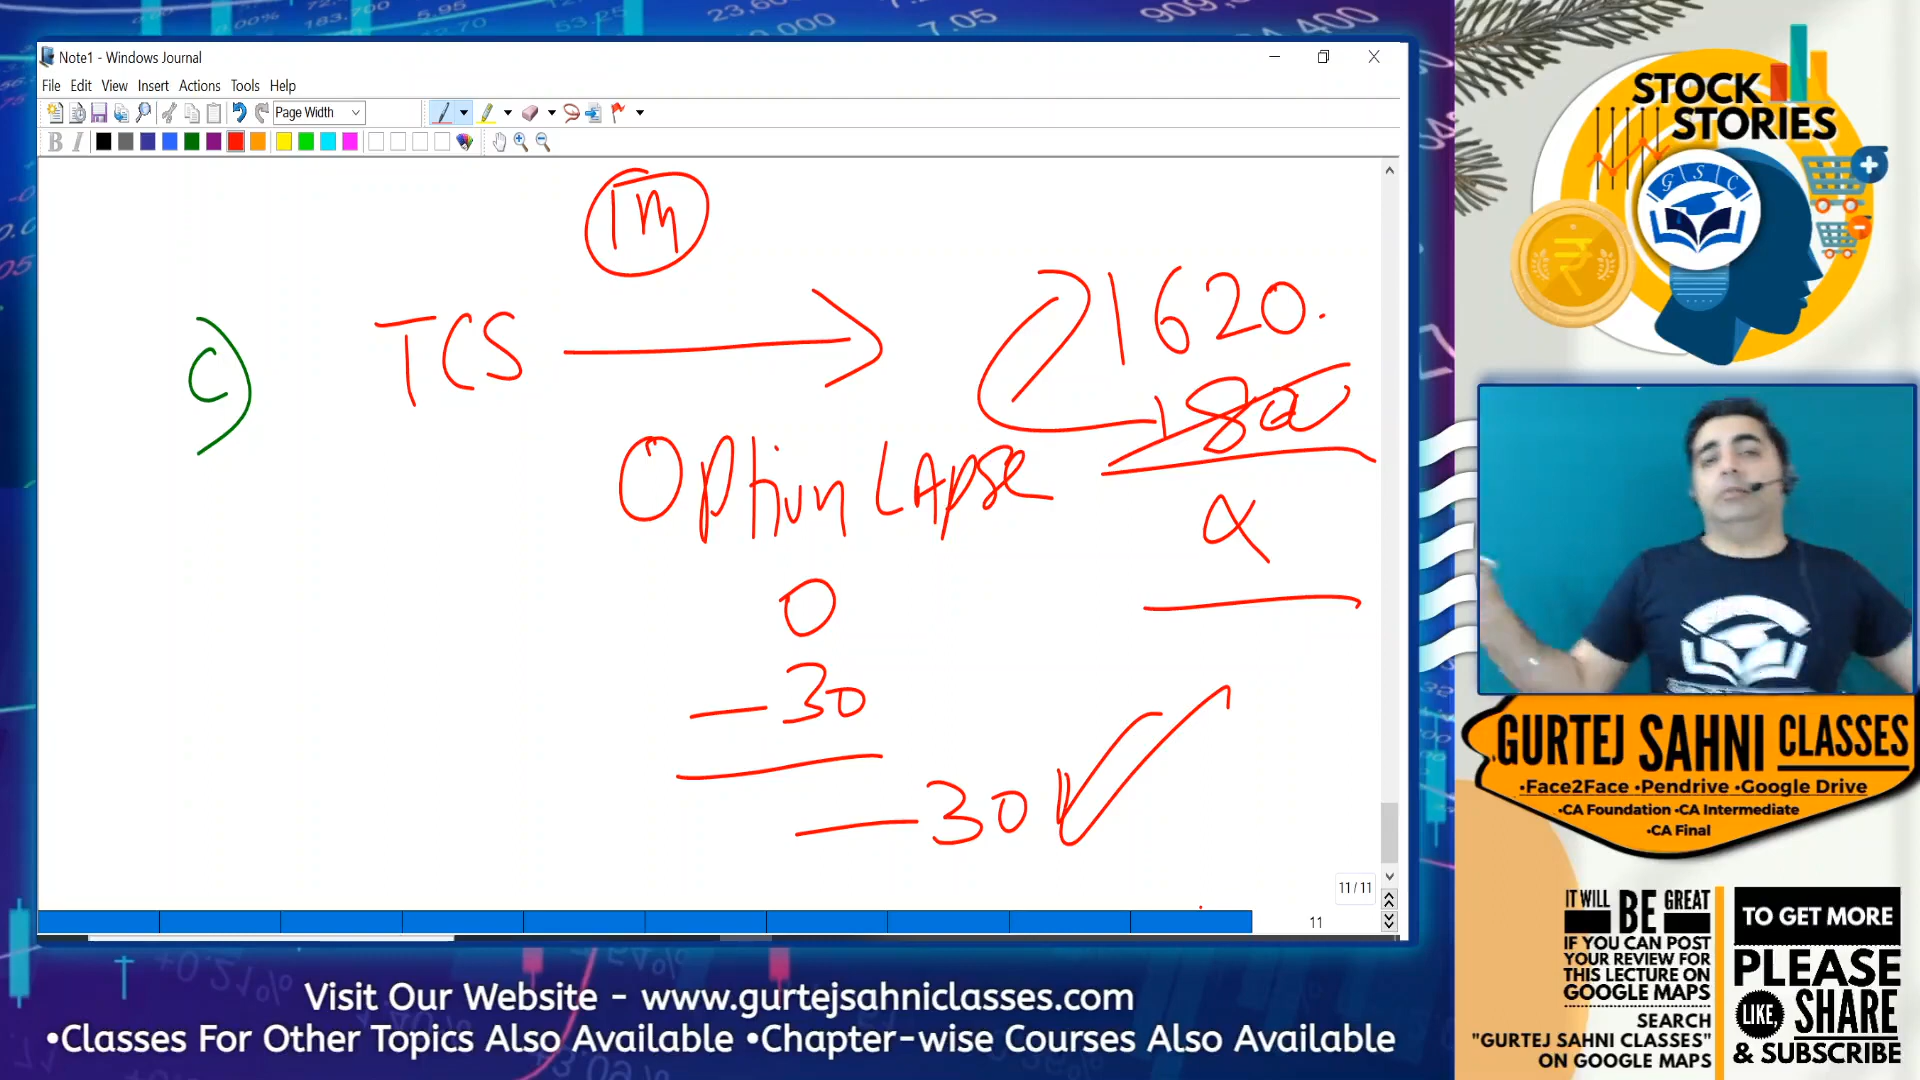 Note1 - Windows Journal
File Edit View Insert Actions Tools Help
Page Width
B I
1m
C)
TCS
1620.
Option Lapse
0
— 30
— 30
11 / 11
11
STOCK
STORIES
G S C
GURTEJ SAHNI CLASSES
•Face2Face •Pendrive •Google Drive
•CA Foundation •CA Intermediate
•CA Final
IT WILL BE GREAT
IF YOU CAN POST
YOUR REVIEW FOR
THIS LECTURE ON
GOOGLE MAPS
SEARCH
"GURTEJ SAHNI CLASSES"
ON GOOGLE MAPS
TO GET MORE
PLEASE
LIKE, SHARE
& SUBSCRIBE
Visit Our Website - www.gurtejsahniclasses.com
•Classes For Other Topics Also Available •Chapter-wise Courses Also Available